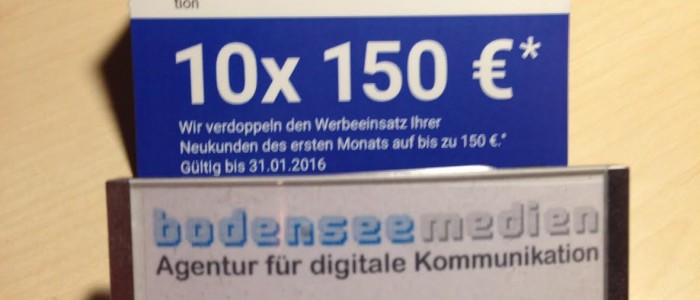 tion
10x 150 €*
Wir verdoppeln den Werbeeinsatz Ihrer
Neukunden des ersten Monats auf bis zu 150 €.*
Gültig bis 31.01.2016
bodenseemedien
Agentur für digitale Kommunikation